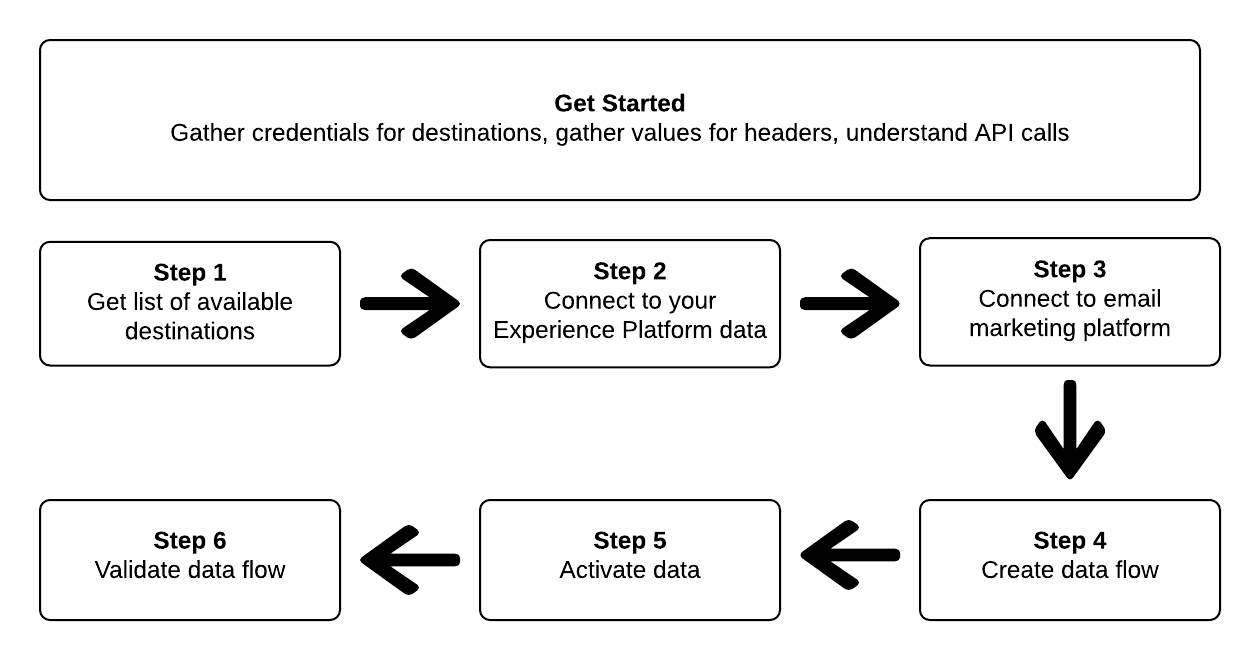 Get Started
Gather credentials for destinations, gather values for headers, understand API calls
Step 1
Get list of available
destinations
Step 2
Connect to your
Experience Platform data
Step 3
Connect to email
marketing platform
Step 4
Create data flow
Step 5
Activate data
Step 6
Validate data flow